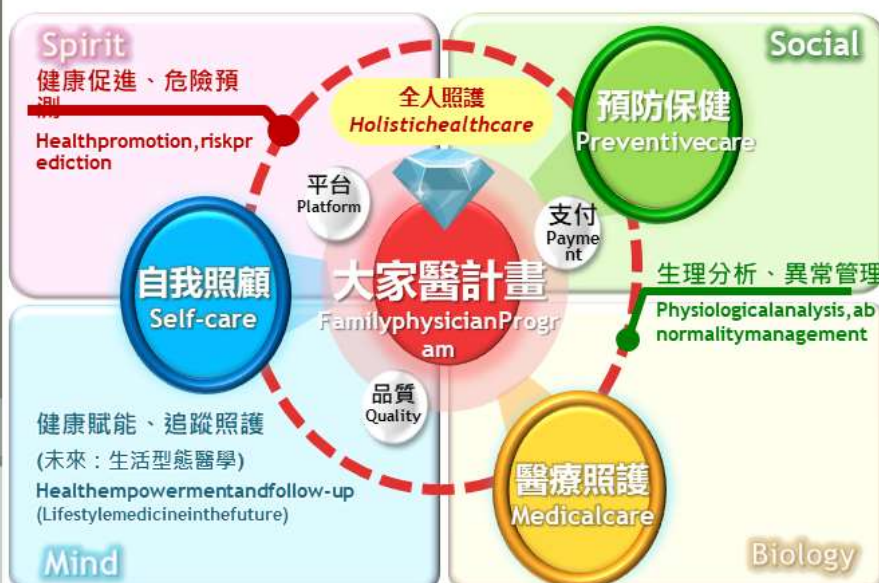 Spirit
健康促進、危險預
測
Healthpromotion,riskpr
ediction
全人照護
Holistichealthcare
Social
預防保健
Preventivecare
平台
Platform
支付
Payme
nt
自我照顧
Self-care
大家醫計畫
FamilyphysicianProgr
am
生理分析、異常管理
Physiologicalanalysis,ab
normalitymanagement
品質
Quality
健康賦能、追蹤照護
(未來：生活型態醫學)
Healthempowermentandfollow-up
(Lifestylemedicineinthefuture)
醫療照護
Medicalcare
Mind
Biology